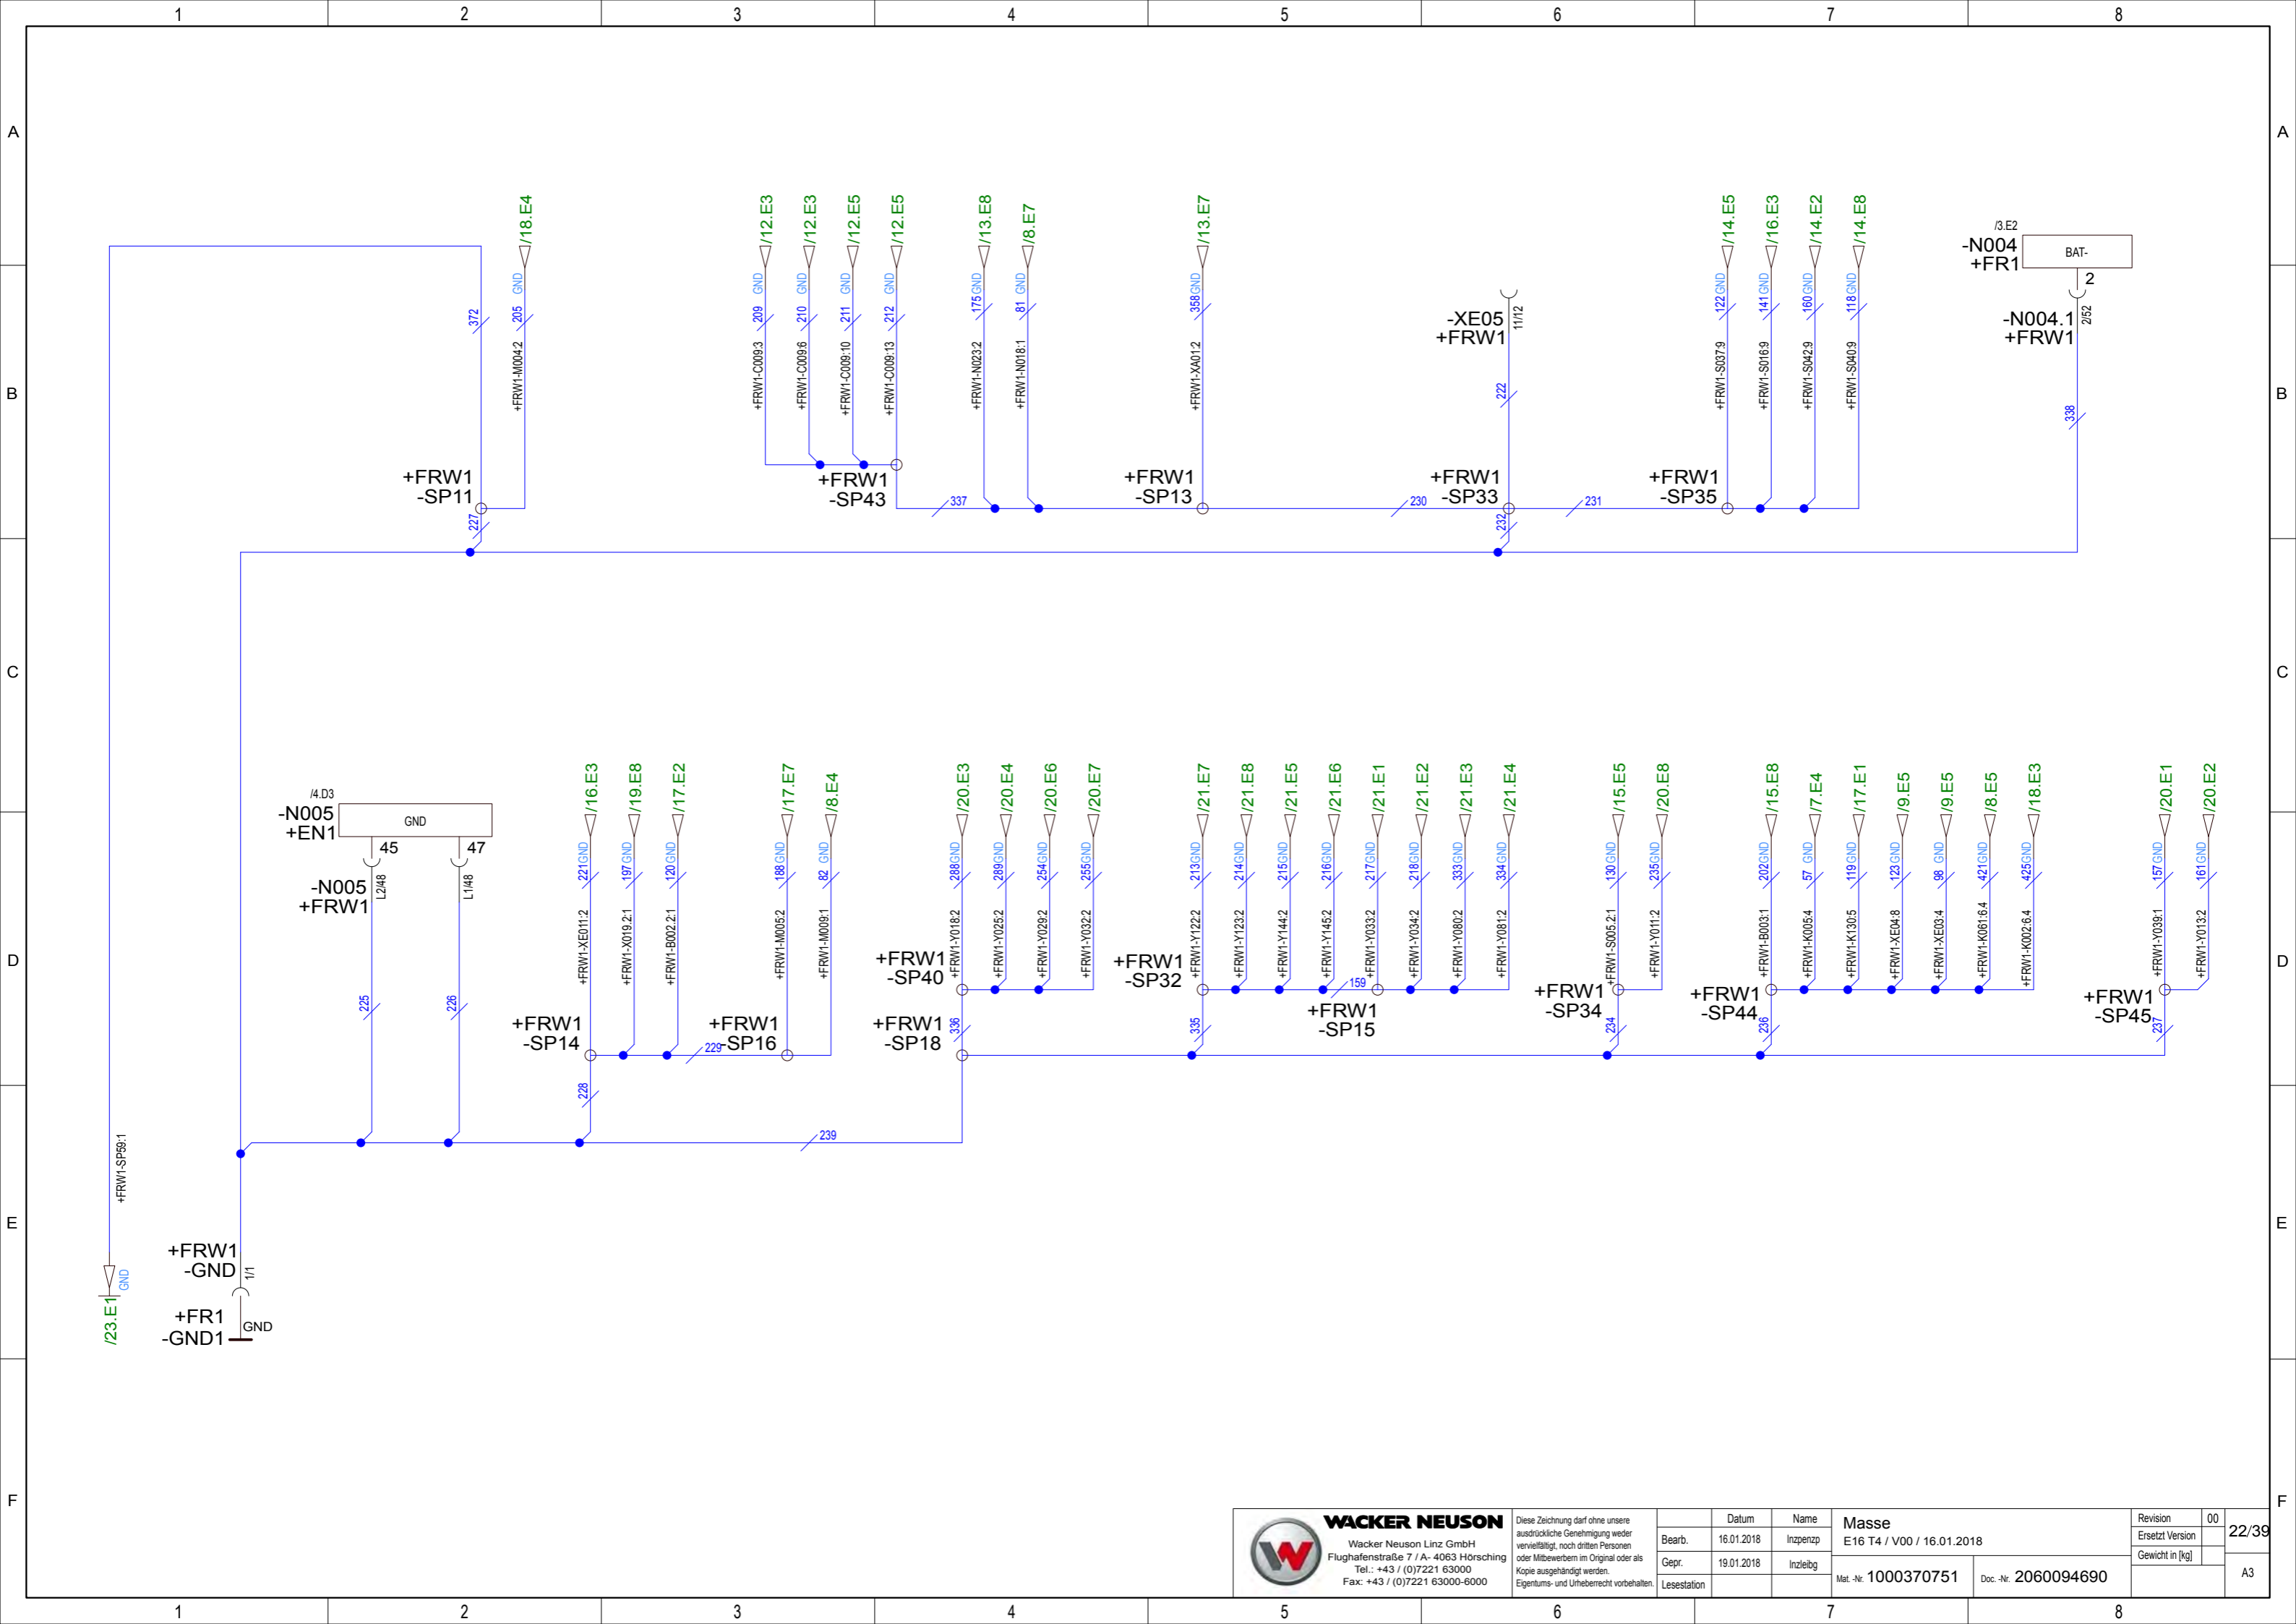 1 2 3 4 5 6 7 8
A A
/18.E4 /12.E3 /12.E3 /12.E5 /12.E5 /13.E8 /8.E7 /13.E7 /14.E5 /16.E3 /14.E2 /14.E8
/3.E2
-N004
+FR1
BAT-
2
GND GND GND GND GND GND GND GND GND GND GND GND
372 205 209 210 211 212 175 81 358 122 141 160 118
-XE05
+FRW1
11/12
-N004.1
+FRW1
2/52
+FRW1-M004:2
+FRW1-C009:3
+FRW1-C009:6
+FRW1-C009:10
+FRW1-C009:13
+FRW1-N023:2
+FRW1-N018:1
+FRW1-XA01:2
+FRW1-S037:9
+FRW1-S016:9
+FRW1-S042:9
+FRW1-S040:9
B B
222
338
+FRW1
-SP11
+FRW1
-SP43
+FRW1
-SP13
+FRW1
-SP33
+FRW1
-SP35
227 337 230 232 231
C C
/16.E3 /19.E8 /17.E2 /17.E7 /8.E4 /20.E3 /20.E4 /20.E6 /20.E7 /21.E7 /21.E8 /21.E5 /21.E6 /21.E1 /21.E2 /21.E3 /21.E4 /15.E5 /20.E8 /15.E8 /7.E4 /17.E1 /9.E5 /9.E5 /8.E5 /18.E3 /20.E1 /20.E2
/4.D3
-N005
+EN1
GND
45 47
GND GND GND GND GND GND GND GND GND GND GND GND GND GND GND GND GND GND GND GND GND GND GND GND GND GND GND GND
-N005
+FRW1
L2/48
L1/48
221 197 120 188 82 288 289 254 255 213 214 215 216 217 218 333 334 130 235 202 57 119 123 98 421 425 157 161
+FRW1-XE011:2
+FRW1-X019.2:1
+FRW1-B002.2:1
+FRW1-M005:2
+FRW1-M009:1
+FRW1-Y018:2
+FRW1-Y025:2
+FRW1-Y029:2
+FRW1-Y032:2
+FRW1-Y122:2
+FRW1-Y123:2
+FRW1-Y144:2
+FRW1-Y145:2
+FRW1-Y033:2
+FRW1-Y034:2
+FRW1-Y080:2
+FRW1-Y081:2
+FRW1-S005.2:1
+FRW1-Y011:2
+FRW1-B003:1
+FRW1-K005:4
+FRW1-K130:5
+FRW1-XE04:8
+FRW1-XE03:4
+FRW1-K061:6.4
+FRW1-K002:6.4
+FRW1-Y039:1
+FRW1-Y013:2
D D
225 226
+FRW1
-SP14
+FRW1
-SP16
+FRW1
-SP40
+FRW1
-SP18
+FRW1
-SP32
+FRW1
-SP15
+FRW1
-SP34
+FRW1
-SP44
+FRW1
-SP45
229 336 335 159 234 236 237
228
239
+FRW1-SP59:1
E E
+FRW1
-GND
1/1
GND
/23.E1
+FR1
-GND1
GND
F F
WACKER NEUSON
Wacker Neuson Linz GmbH
Flughafenstraße 7 / A- 4063 Hörsching
Tel.: +43 / (0)7221 63000
Fax: +43 / (0)7221 63000-6000
Diese Zeichnung darf ohne unsere
ausdrückliche Genehmigung weder
vervielfältigt, noch dritten Personen
oder Mitbewerbern im Original oder als
Kopie ausgehändigt werden.
Eigentums- und Urheberrecht vorbehalten.
Datum Name
Bearb. 16.01.2018 lnzpenzp
Gepr. 19.01.2018 lnzleibg
Lesestation
Masse
E16 T4 / V00 / 16.01.2018
Mat. -Nr. 1000370751
Doc. -Nr. 2060094690
Revision 00
Ersetzt Version
Gewicht in [kg]
22/39
A3
1 2 3 4 5 6 7 8